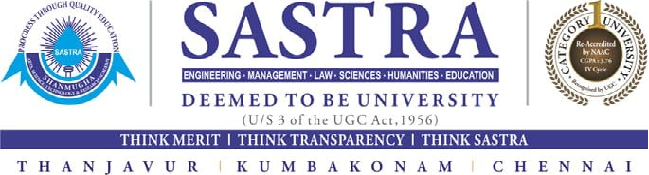 PROGRESS THROUGH QUALITY EDUCATION
SASTRA
SHANMUGHA
SASTRA
ENGINEERING · MANAGEMENT · LAW · SCIENCES · HUMANITIES · EDUCATION
DEEMED TO BE UNIVERSITY
(U/S 3 of the UGC Act, 1956)
THINK MERIT | THINK TRANSPARENCY | THINK SASTRA
THANJAVUR | KUMBAKONAM | CHENNAI
CATEGORY 1 UNIVERSITY
Re-Accredited
by NAAC
CGPA : 3.76
IV Cycle
Recognised by UGC